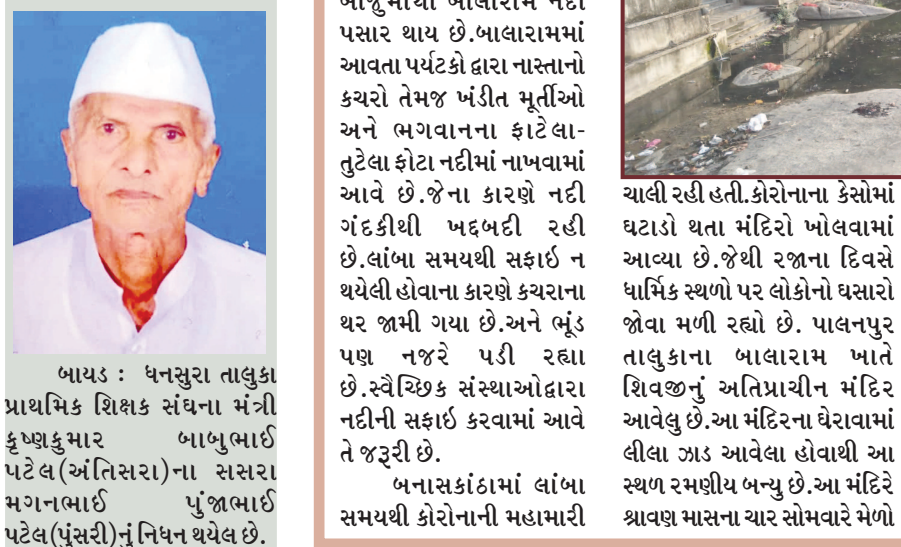 બાયડ : ધનસુરા તાલુકા
પ્રાથમિક શિક્ષક સંઘના મંત્રી
કૃષ્ણકુમાર બાબુભાઈ
પટેલ(અંતિસરા)ના સસરા
મગનભાઈ પુંજાભાઈ
પટેલ(પુંસરી)નું નિધન થયેલ છે.
બાજુમાંથી બાલારામ નદી
પસાર થાય છે.બાલારામમાં
આવતા પર્યટકો દ્વારા નાસ્તાનો
કચરો તેમજ ખંડીત મૂર્તીઓ
અને ભગવાનના ફાટેલા-
તુટેલા ફોટા નદીમાં નાખવામાં
આવે છે.જેના કારણે નદી
ગંદકીથી ખદબદી રહી
છે.લાંબા સમયથી સફાઇ ન
થયેલી હોવાના કારણે કચરાના
થર જામી ગયા છે.અને ભૂંડ
પણ નજરે પડી રહ્યા
છે.સ્વૈચ્છિક સંસ્થાઓદ્વારા
નદીની સફાઇ કરવામાં આવે
તે જરૂરી છે.
બનાસકાંઠામાં લાંબા
સમયથી કોરોનાની મહામારી
ચાલી રહી હતી.કોરોનાના કેસોમાં
ઘટાડો થતા મંદિરો ખોલવામાં
આવ્યા છે.જેથી રજાના દિવસે
ધાર્મિક સ્થળો પર લોકોનો ઘસારો
જોવા મળી રહ્યો છે. પાલનપુર
તાલુકાના બાલારામ ખાતે
શિવજીનું અતિપ્રાચીન મંદિર
આવેલુ છે.આ મંદિરના ઘેરાવામાં
લીલા ઝાડ આવેલા હોવાથી આ
સ્થળ રમણીય બન્યુ છે.આ મંદિરે
શ્રાવણ માસના ચાર સોમવારે મેળો